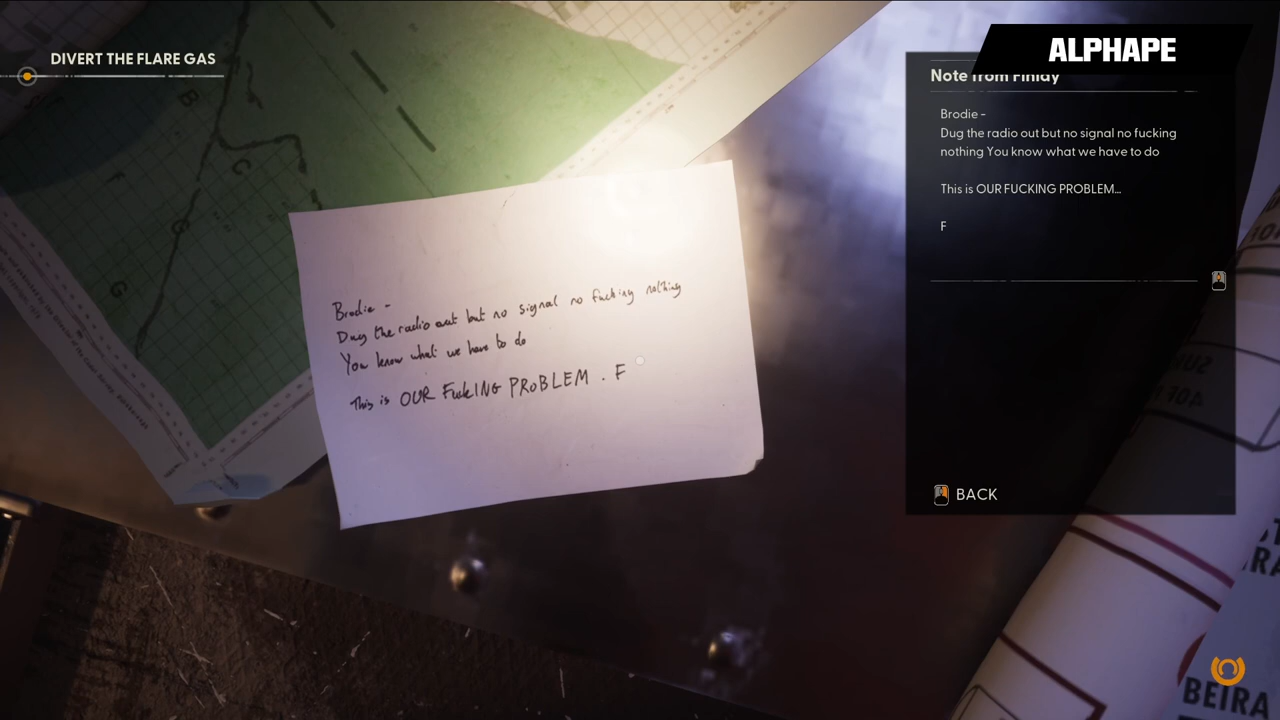 DIVERT THE FLARE GAS
ALPHAPE
Note from Finlay
Brodie -
Dug the radio out but no signal no fucking
nothing You know what we have to do
This is OUR FUCKING PROBLEM...
F
BACK
Brodie -
Dug the radio out but no signal no fucking nothing
You know what we have to do
This is OUR FuckING PROBLEM . F
B
C
F
G
G
BEIRA